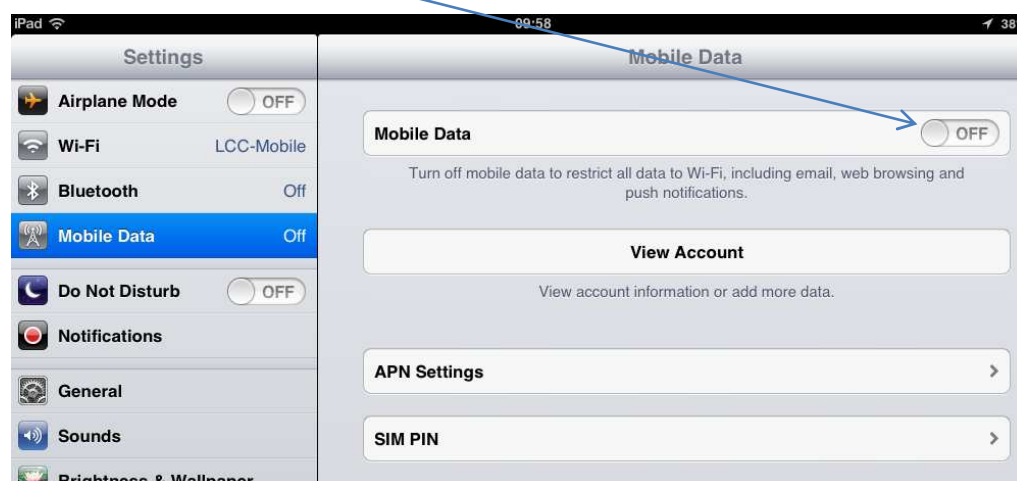 iPad 09:58 38
Settings
Mobile Data
Airplane Mode OFF
Wi-Fi LCC-Mobile
Bluetooth Off
Mobile Data Off
Do Not Disturb OFF
Notifications
General
Sounds
Brightness & Wallpaper
Mobile Data OFF
Turn off mobile data to restrict all data to Wi-Fi, including email, web browsing and
push notifications.
View Account
View account information or add more data.
APN Settings
SIM PIN